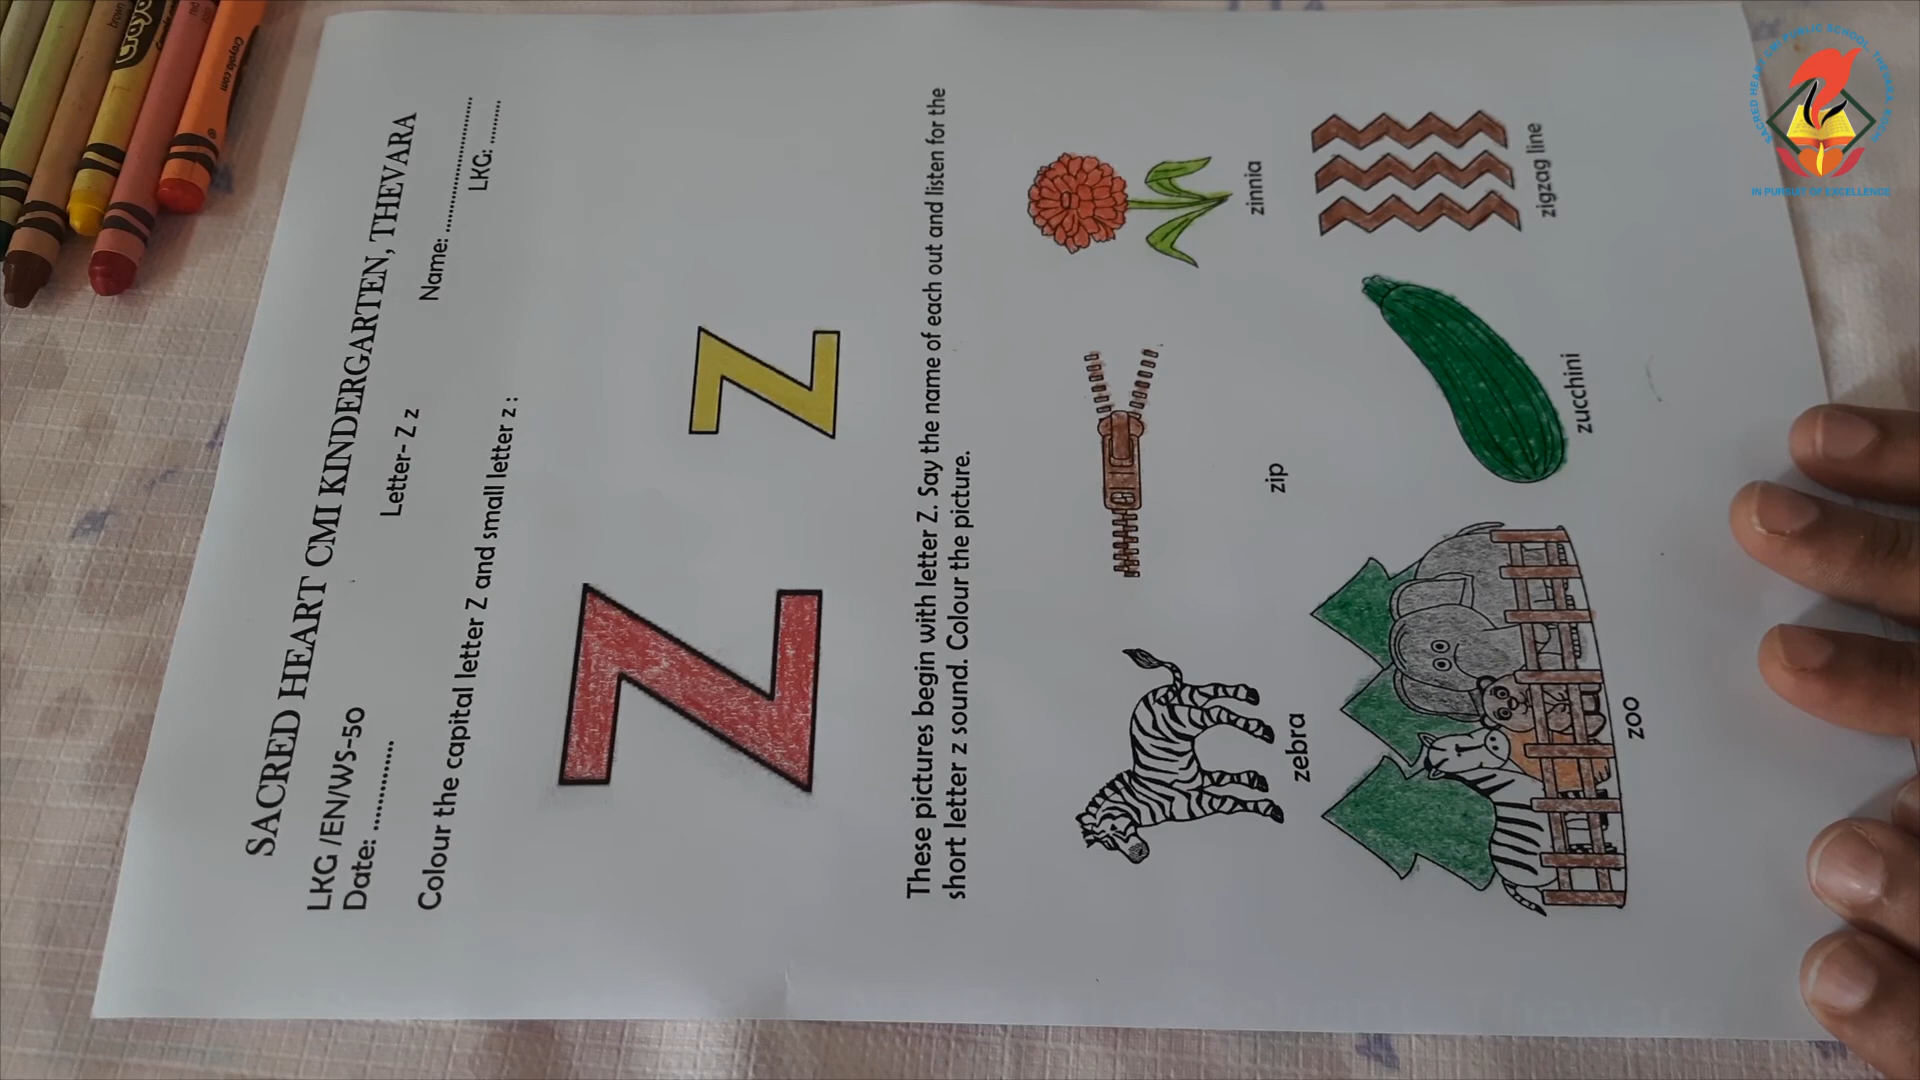 SACRED HEART CMI KINDERGARTEN, THEVARA
LKG /EN/WS-50
Letter- Z z
Name: ........................
Date: ............
LKG: .........
Colour the capital letter Z and small letter z :
Z z
These pictures begin with letter Z. Say the name of each out and listen for the
short letter z sound. Colour the picture.
zebra
zip
zinnia
zoo
zucchini
zigzag line
Crayola.com
IN PURSUIT OF EXCELLENCE